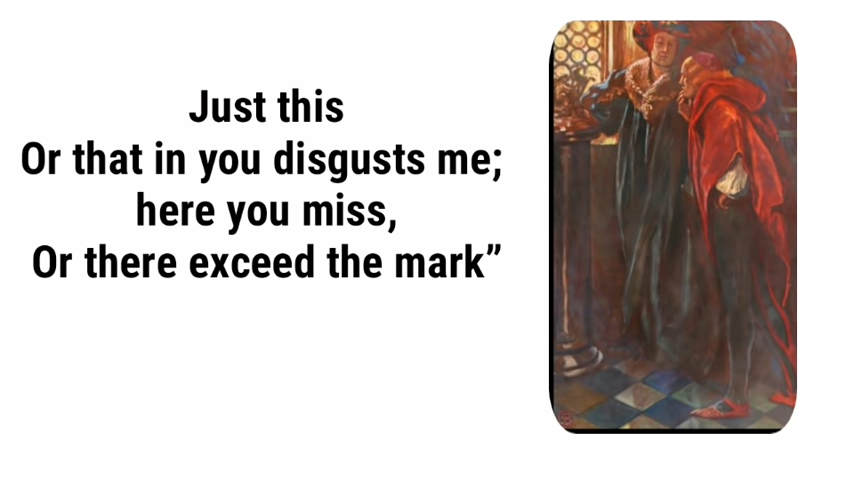 Just this
Or that in you disgusts me;
here you miss,
Or there exceed the mark”